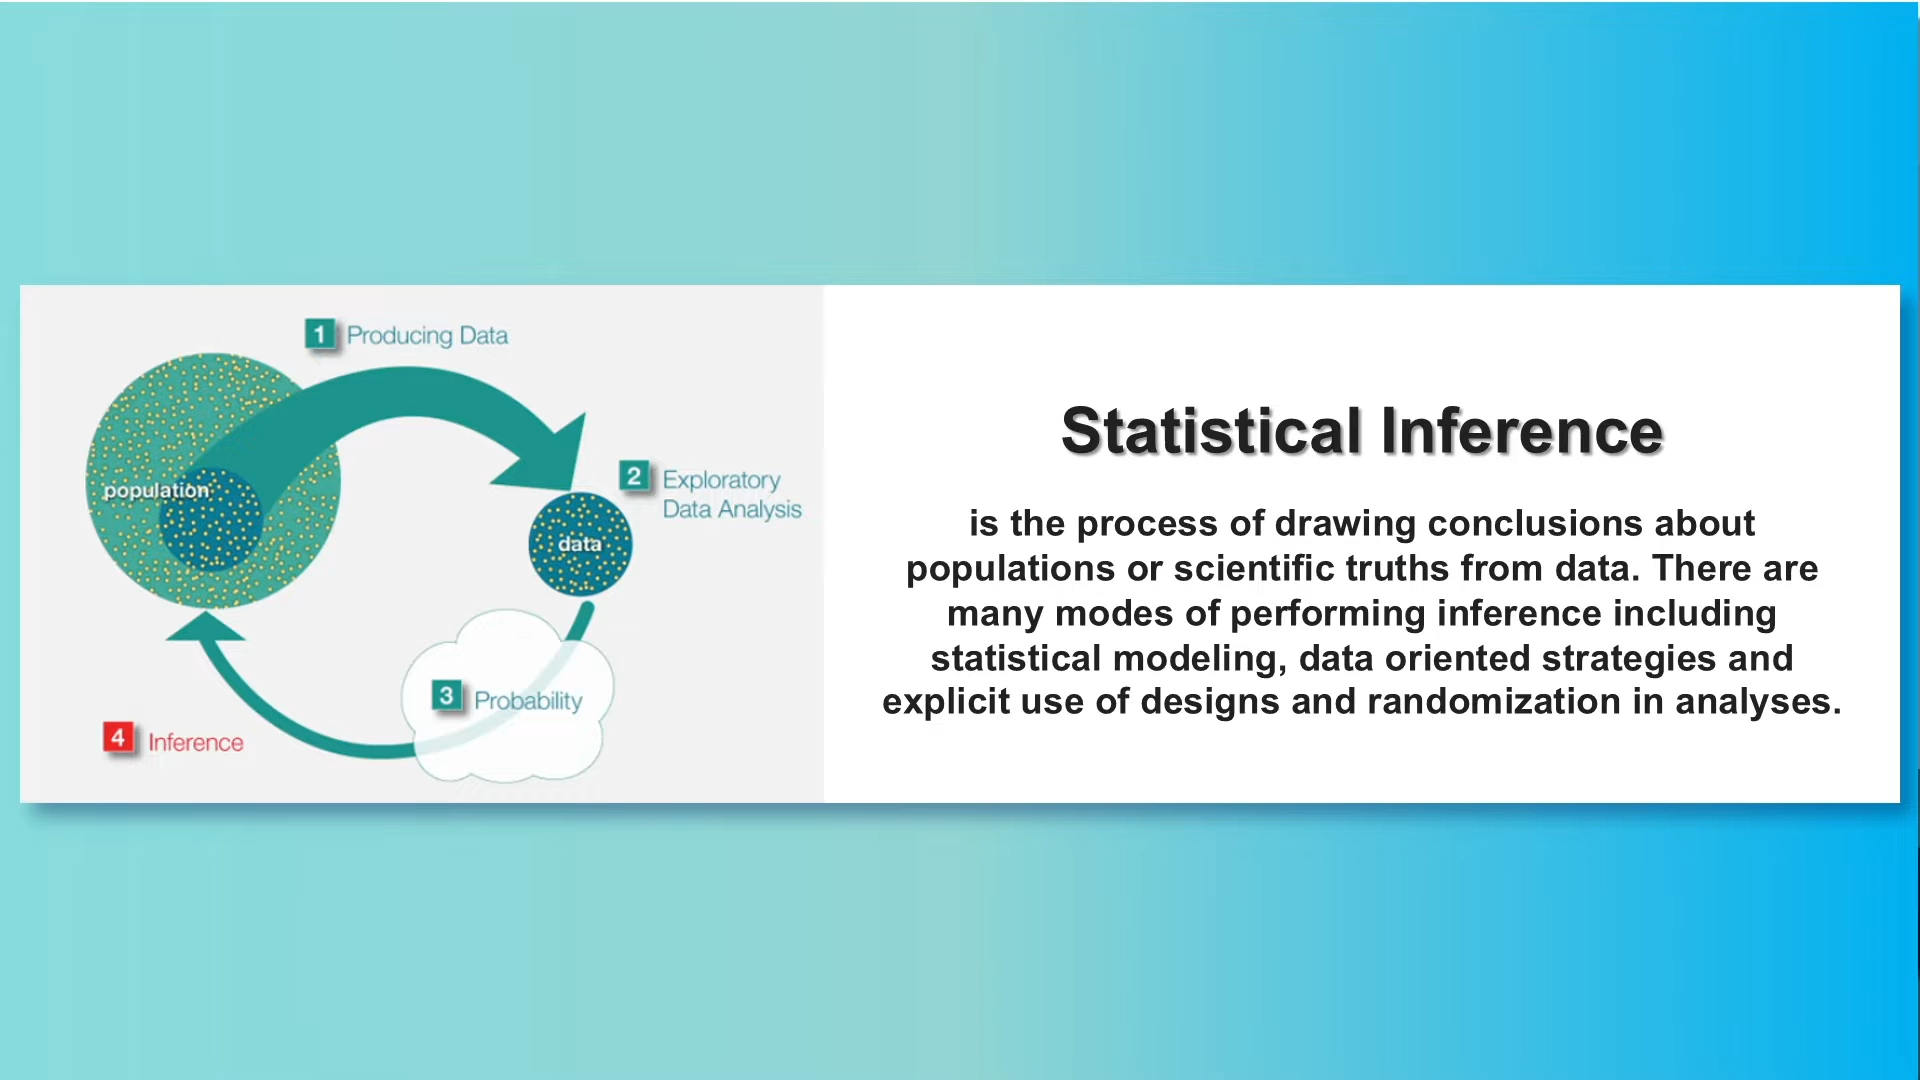 1 Producing Data
population
2 Exploratory
Data Analysis
data
3 Probability
4 Inference
Statistical Inference
is the process of drawing conclusions about
populations or scientific truths from data. There are
many modes of performing inference including
statistical modeling, data oriented strategies and
explicit use of designs and randomization in analyses.